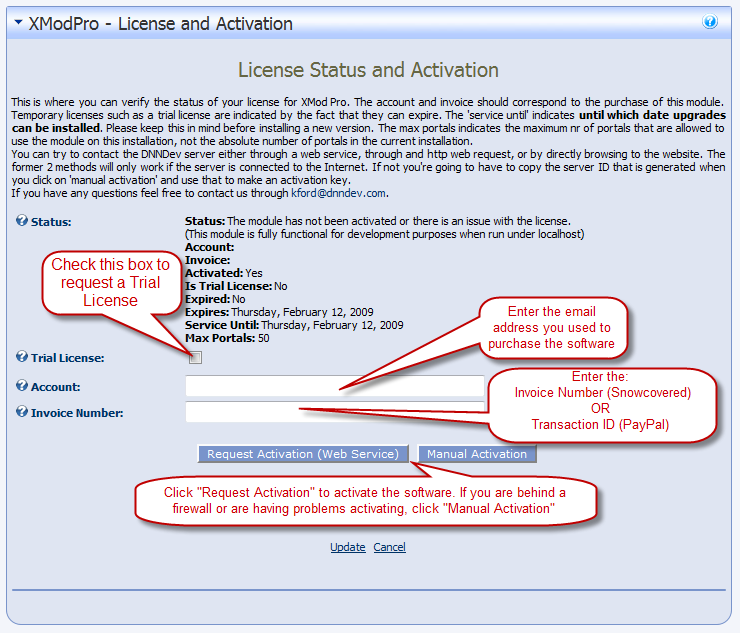 XModPro - License and Activation
License Status and Activation
This is where you can verify the status of your license for XMod Pro. The account and invoice should correspond to the purchase of this module.
Temporary licenses such as a trial license are indicated by the fact that they can expire. The 'service until' indicates until which date upgrades
can be installed. Please keep this in mind before installing a new version. The max portals indicates the maximum nr of portals that are allowed to
use the module on this installation, not the absolute number of portals in the current installation.
You can try to contact the DNNDev server either through a web service, through and http web request, or by directly browsing to the website. The
former 2 methods will only work if the server is connected to the Internet. If not you're going to have to copy the server ID that is generated when
you click on 'manual activation' and use that to make an activation key.
If you have any questions feel free to contact us through kford@dnndev.com.
Status:
Status: The module has not been activated or there is an issue with the license.
(This module is fully functional for development purposes when run under localhost)
Account:
Invoice:
Activated: Yes
Is Trial License: No
Expired: No
Expires: Thursday, February 12, 2009
Service Until: Thursday, February 12, 2009
Max Portals: 50
Check this box to
request a Trial
License
Enter the email
address you used to
purchase the software
Trial License:
Account:
Enter the:
Invoice Number (Snowcovered)
OR
Transaction ID (PayPal)
Invoice Number:
Request Activation (Web Service)
Manual Activation
Click "Request Activation" to activate the software. If you are behind a
firewall or are having problems activating, click "Manual Activation"
Update Cancel